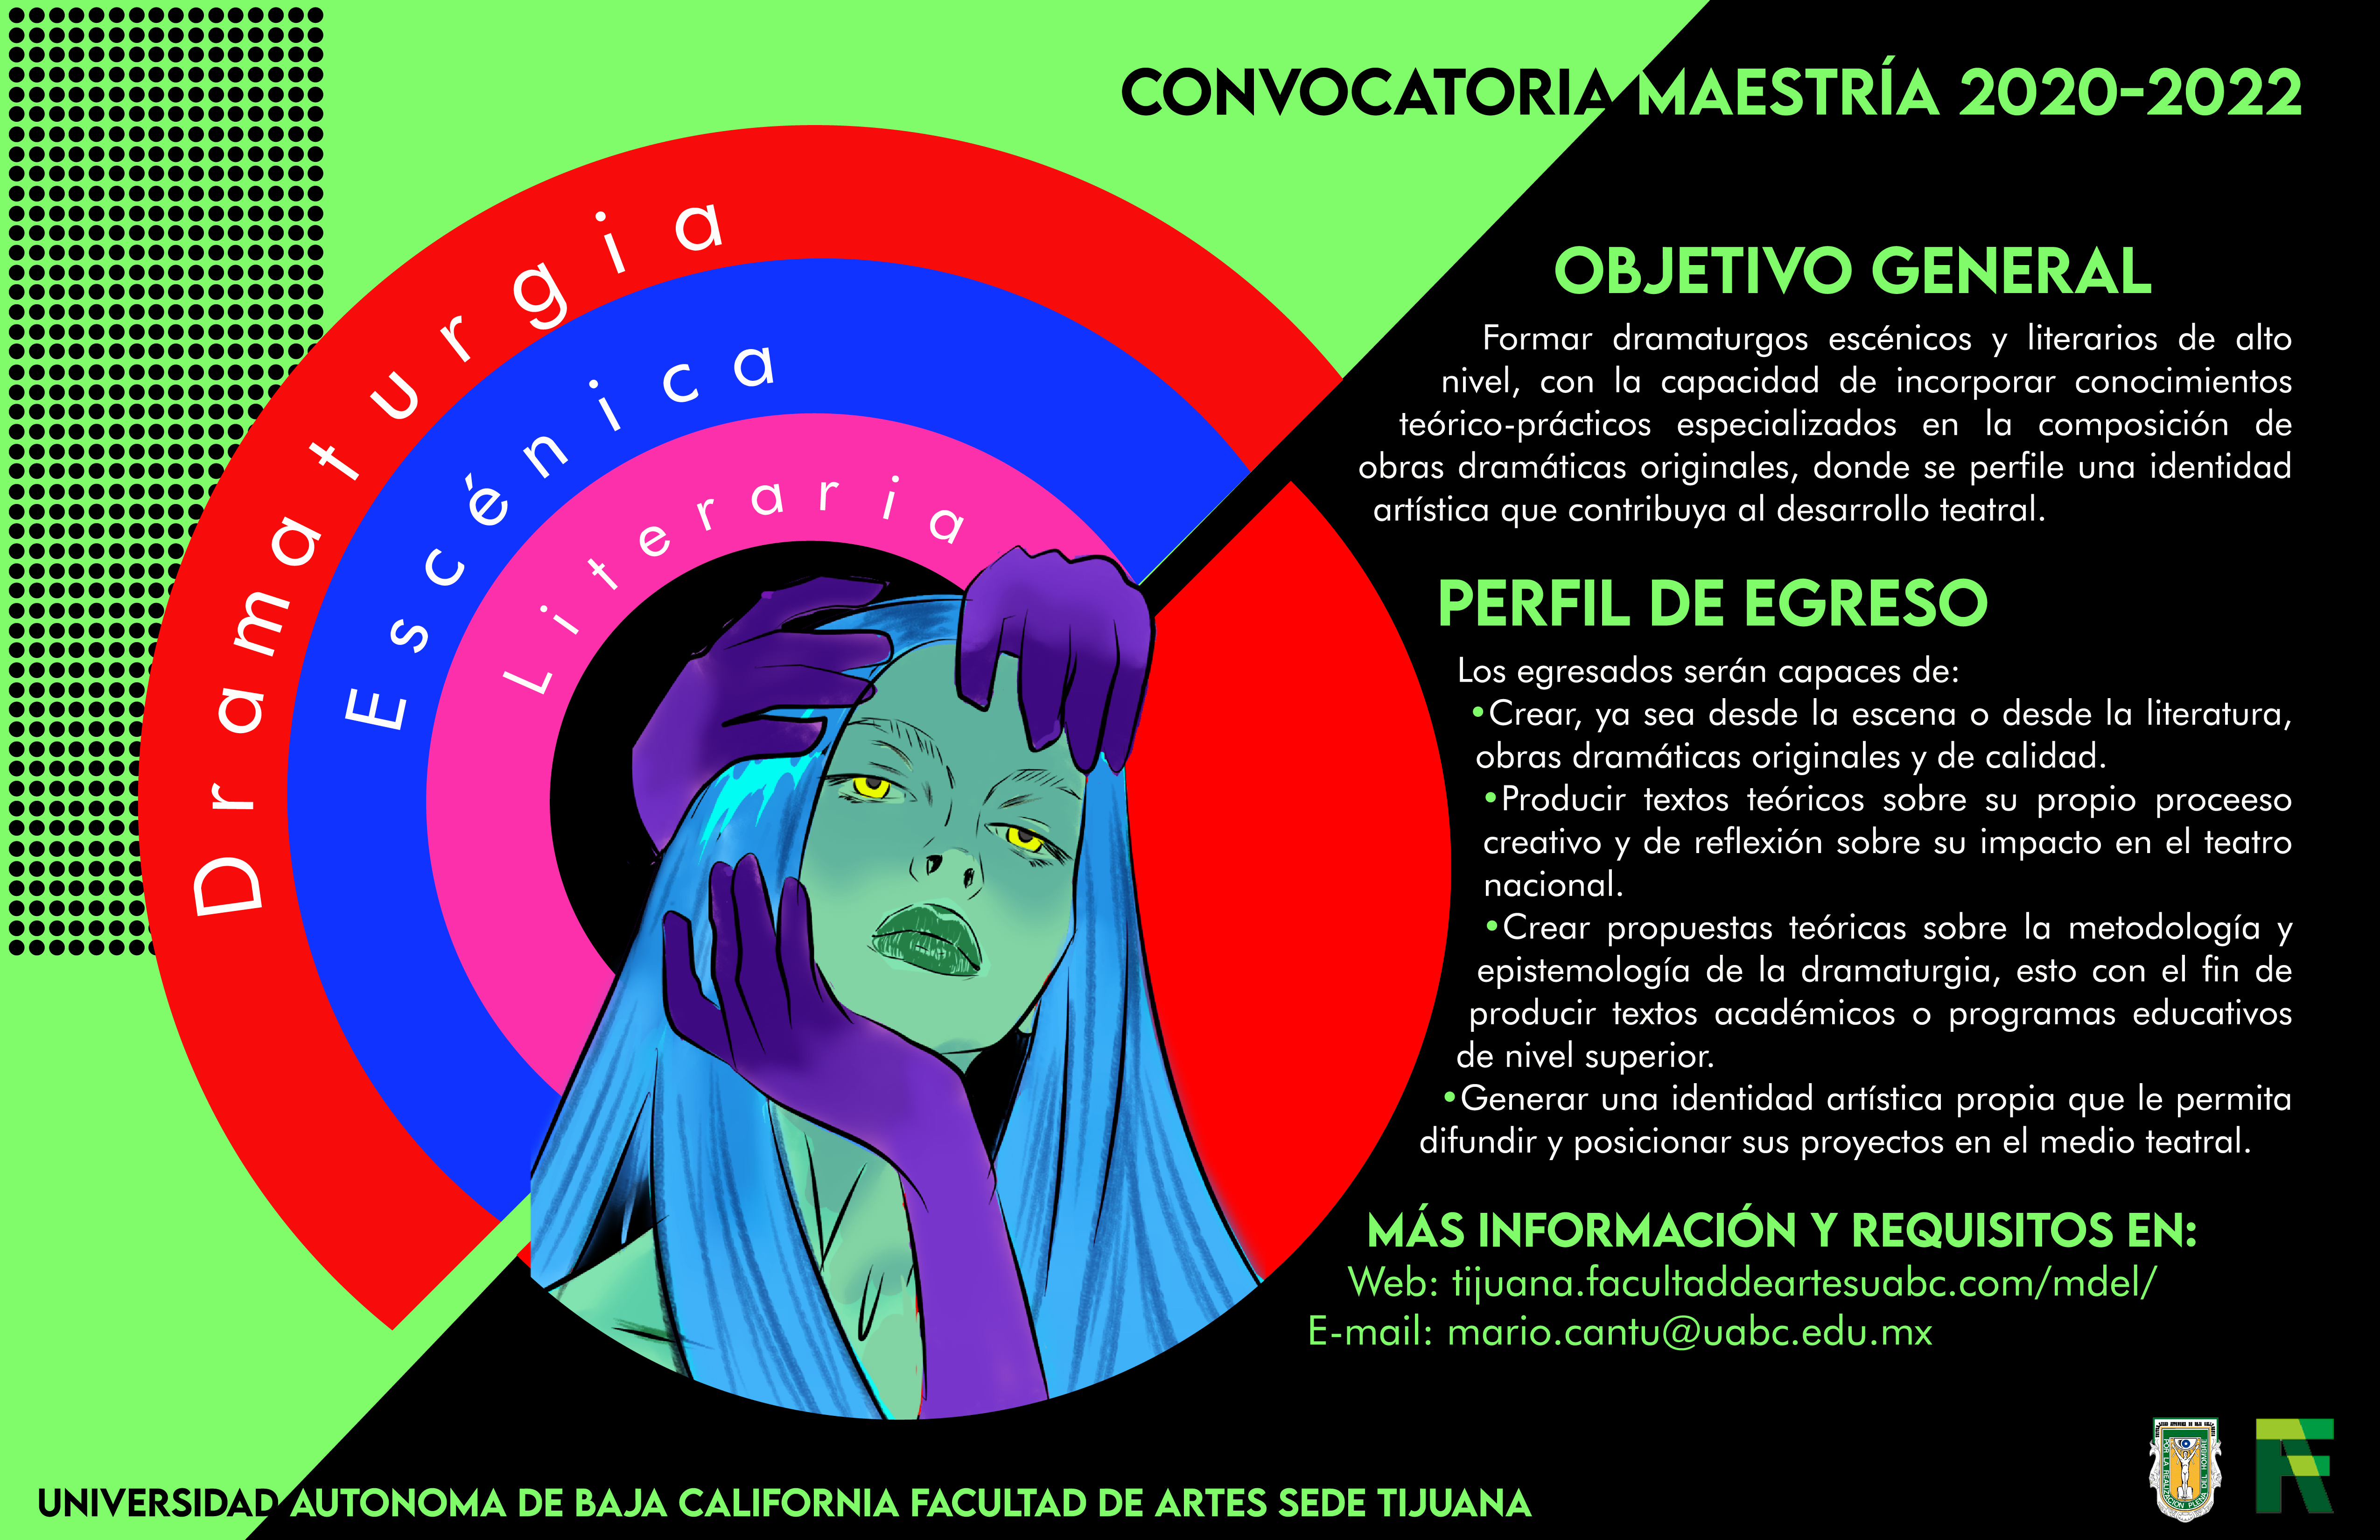 CONVOCATORIA MAESTRÍA 2020-2022
Dramaturgia
Escénica
Literaria
OBJETIVO GENERAL
Formar dramaturgos escénicos y literarios de alto
nivel, con la capacidad de incorporar conocimientos
teórico-prácticos especializados en la composición de
obras dramáticas originales, donde se perfile una identidad
artística que contribuya al desarrollo teatral.
PERFIL DE EGRESO
Los egresados serán capaces de:
•Crear, ya sea desde la escena o desde la literatura,
obras dramáticas originales y de calidad.
•Producir textos teóricos sobre su propio proceeso
creativo y de reflexión sobre su impacto en el teatro
nacional.
•Crear propuestas teóricas sobre la metodología y
epistemología de la dramaturgia, esto con el fin de
producir textos académicos o programas educativos
de nivel superior.
•Generar una identidad artística propia que le permita
difundir y posicionar sus proyectos en el medio teatral.
MÁS INFORMACIÓN Y REQUISITOS EN:
Web: tijuana.facultaddeartesuabc.com/mdel/
E-mail: mario.cantu@uabc.edu.mx
POR LA REALIZACION PLENA DEL HOMBRE
UNIVERSIDAD AUTONOMA DE BAJA CALIFORNIA FACULTAD DE ARTES SEDE TIJUANA